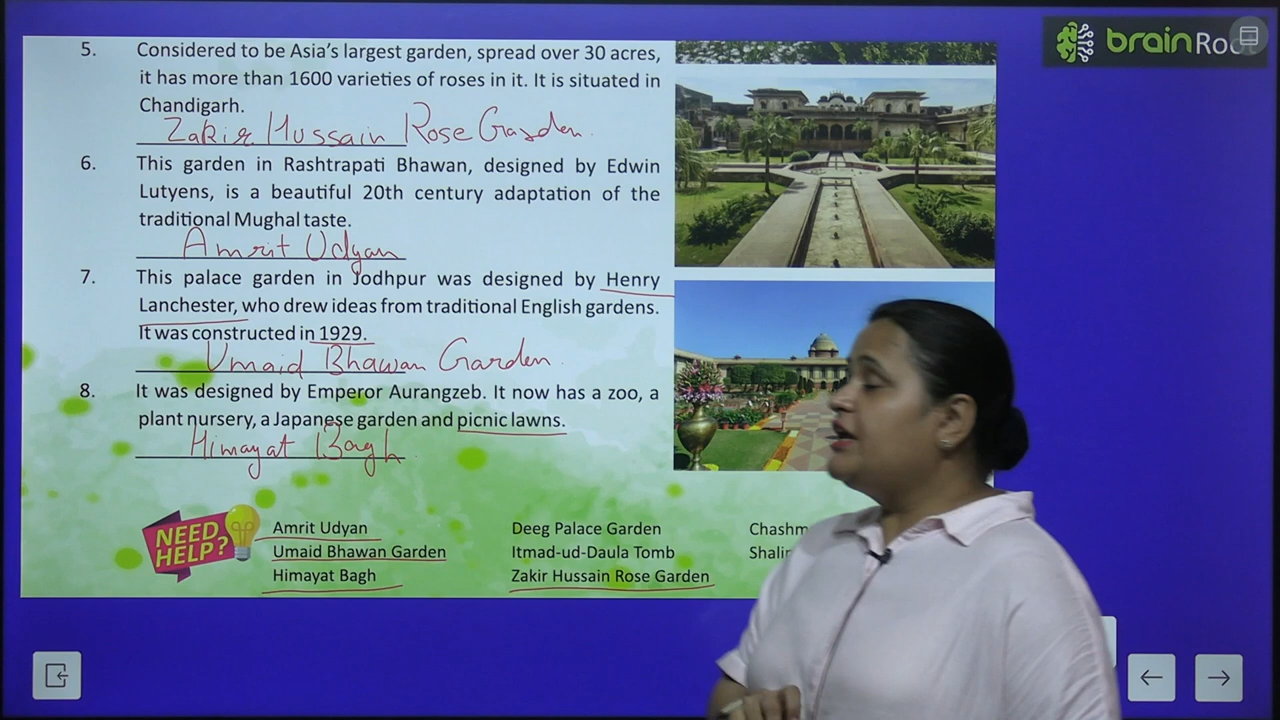 brainRo
5. Considered to be Asia's largest garden, spread over 30 acres,
it has more than 1600 varieties of roses in it. It is situated in
Chandigarh.
Zakir Hussain Rose Garden.
6. This garden in Rashtrapati Bhawan, designed by Edwin
Lutyens, is a beautiful 20th century adaptation of the
traditional Mughal taste.
Amrit Udyan
7. This palace garden in Jodhpur was designed by Henry
Lanchester, who drew ideas from traditional English gardens.
It was constructed in 1929.
Umaid Bhawan Garden.
8. It was designed by Emperor Aurangzeb. It now has a zoo, a
plant nursery, a Japanese garden and picnic lawns.
Himayat Bagh
NEED HELP?
Amrit Udyan Deeg Palace Garden Chashm
Umaid Bhawan Garden Itmad-ud-Daula Tomb Shalin
Himayat Bagh Zakir Hussain Rose Garden